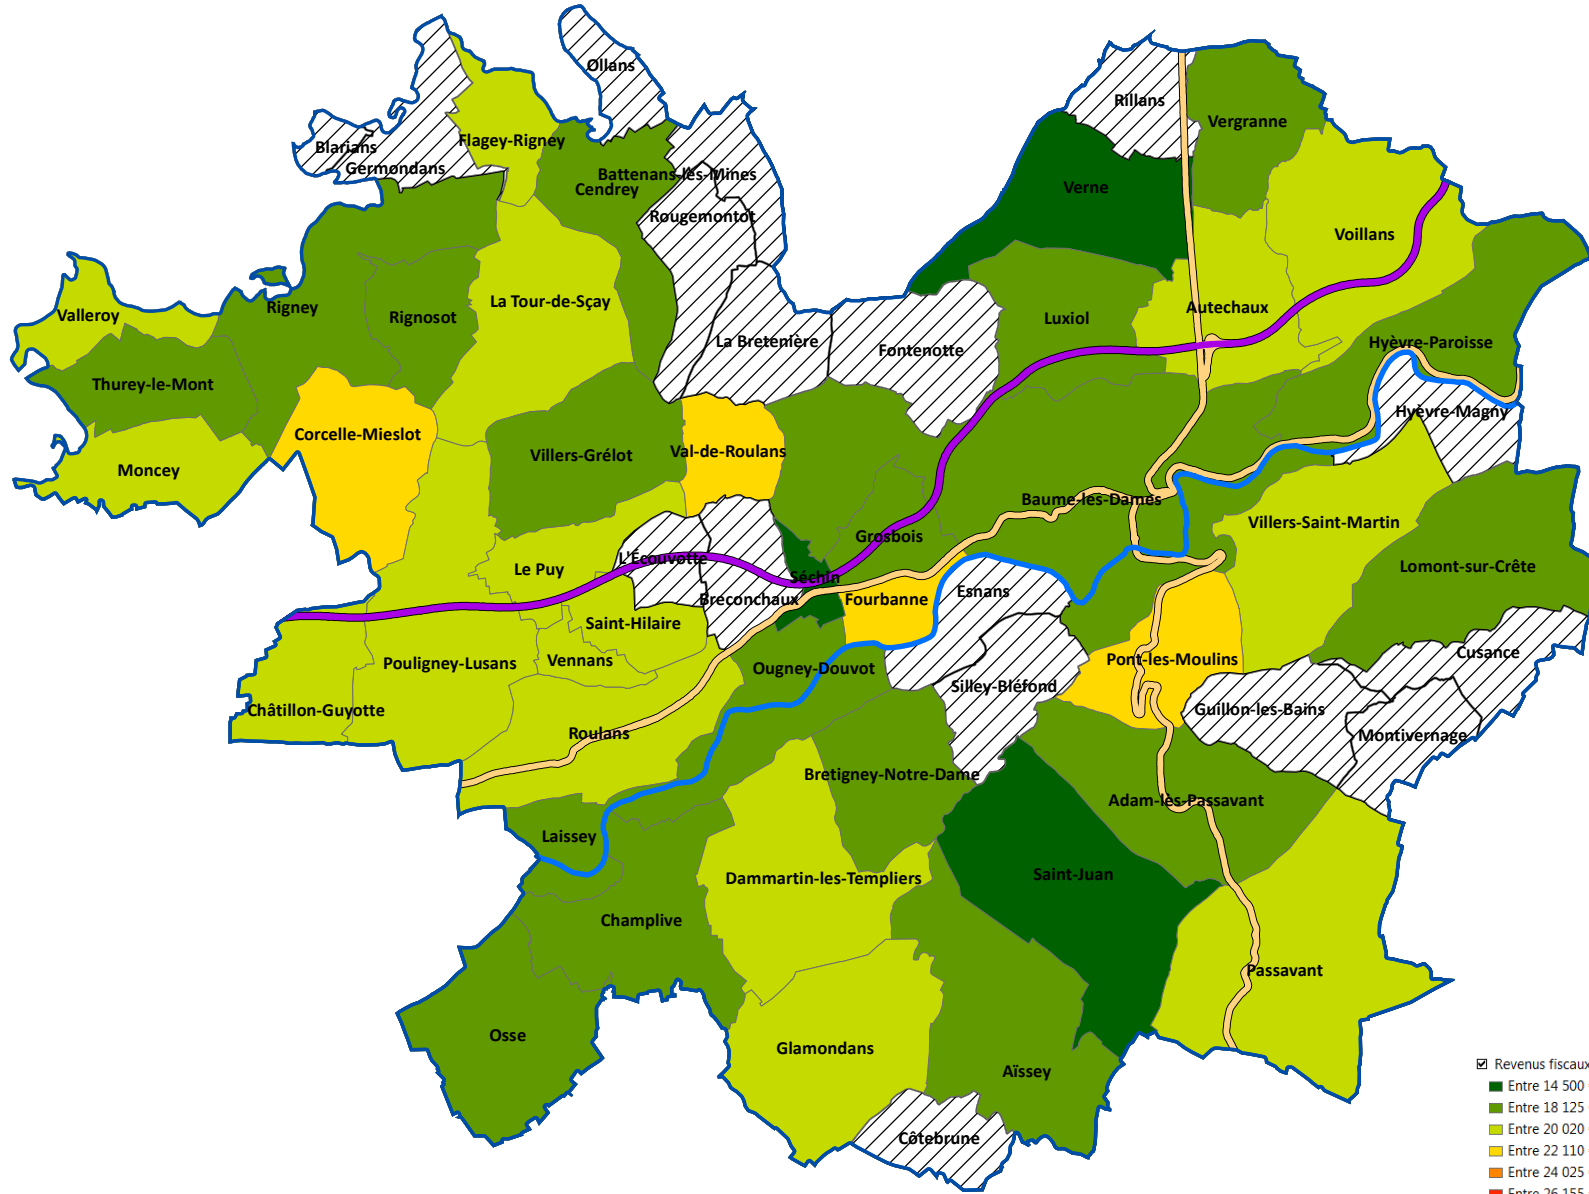 Ollans
Rillans
Vergranne
Blarians
Flagey-Rigney
Germondans
Battenans-les-Mines
Cendrey
Verne
Rougemontot
Voillans
La Tour-de-Sçay
Rigney
Valleroy
Rignosot
Autechaux
Luxiol
La Bretenière
Fontenotte
Hyèvre-Paroisse
Thurey-le-Mont
Hyèvre-Magny
Corcelle-Mieslot
Val-de-Roulans
Villers-Grélot
Moncey
Baume-les-Dames
Villers-Saint-Martin
Grosbois
L'Écouvotte
Le Puy
Lomont-sur-Crête
Séchin
Esnans
Breconchaux
Fourbanne
Saint-Hilaire
Cusance
Pouligney-Lusans
Vennans
Ougney-Douvot
Pont-les-Moulins
Silley-Bléfond
Châtillon-Guyotte
Guillon-les-Bains
Roulans
Montivernage
Bretigney-Notre-Dame
Adam-lès-Passavant
Laissey
Saint-Juan
Dammartin-les-Templiers
Champlive
Passavant
Osse
Glamondans
Aïssey
Côtebrune
Revenus fiscaux
Entre 14 500
Entre 18 125
Entre 20 020
Entre 22 110
Entre 24 025
Entre 26 155